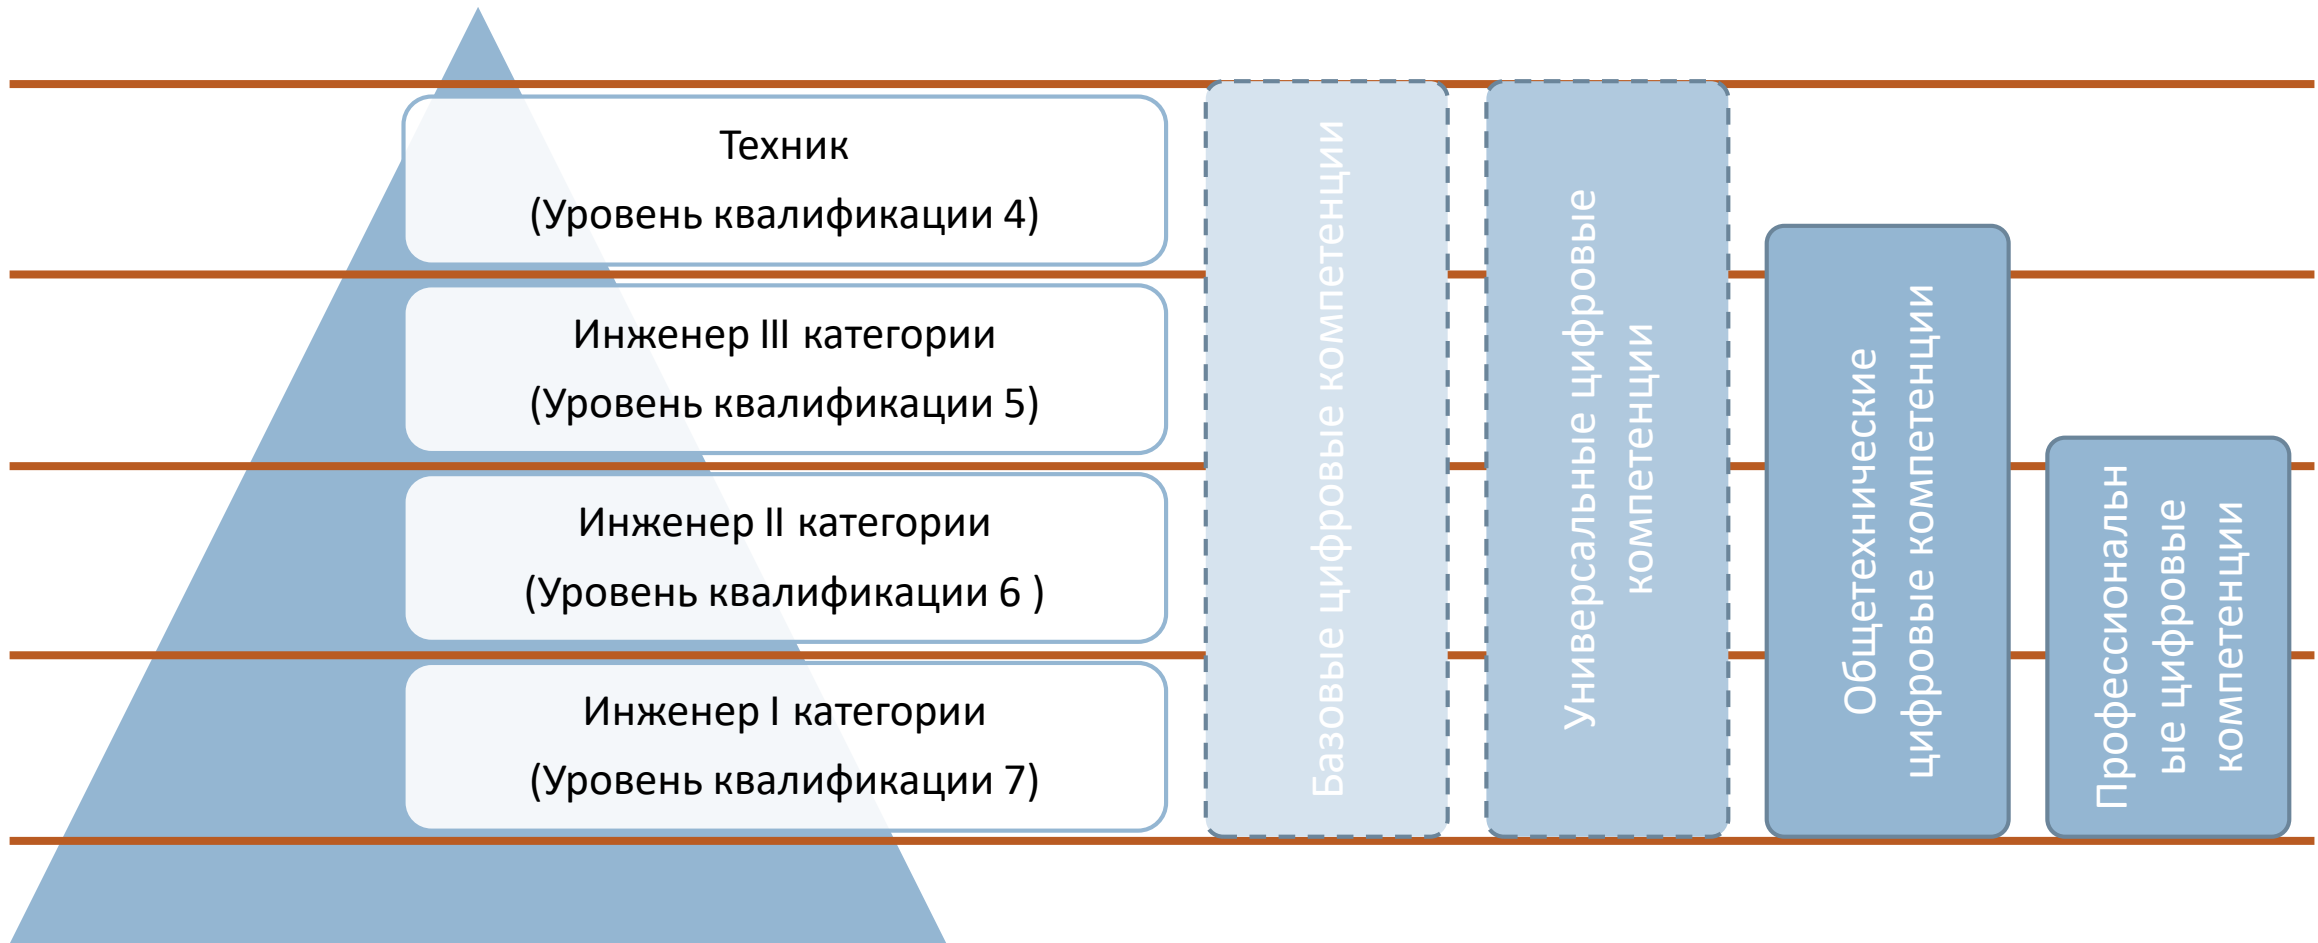 Техник
(Уровень квалификации 4)
Инженер III категории
(Уровень квалификации 5)
Инженер II категории
(Уровень квалификации 6 )
Инженер I категории
(Уровень квалификации 7)
Базовые цифровые компетенции
Универсальные цифровые
компетенции
Общетехнические
цифровые компетенции
Профессиональн
ые цифровые
компетенции